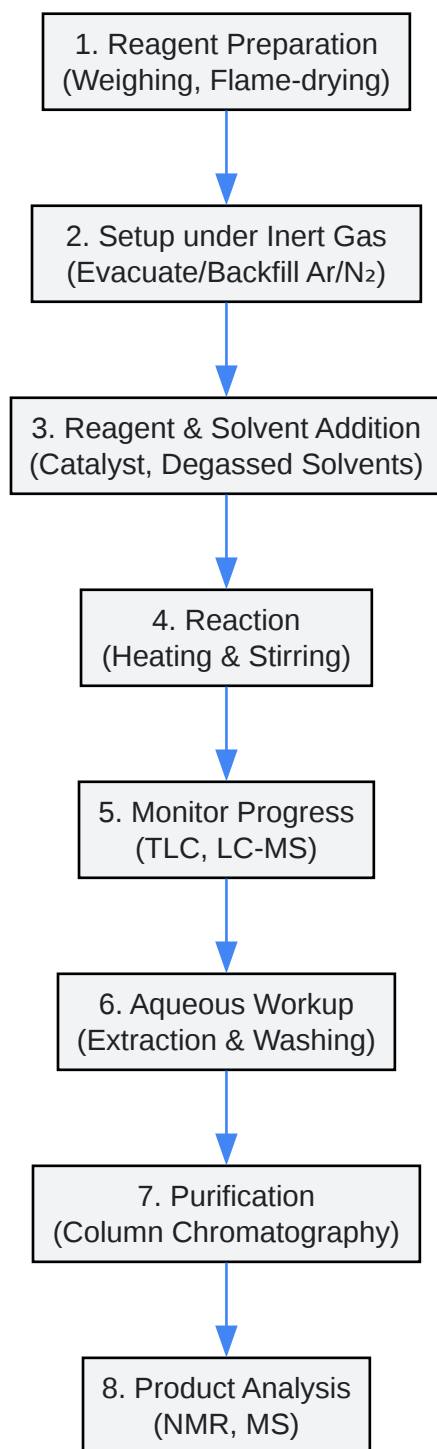 1. Reagent Preparation
(Weighing, Flame-drying)
2. Setup under Inert Gas
(Evacuate/Backfill Ar/N₂)
3. Reagent & Solvent Addition
(Catalyst, Degassed Solvents)
4. Reaction
(Heating & Stirring)
5. Monitor Progress
(TLC, LC-MS)
6. Aqueous Workup
(Extraction & Washing)
7. Purification
(Column Chromatography)
8. Product Analysis
(NMR, MS)